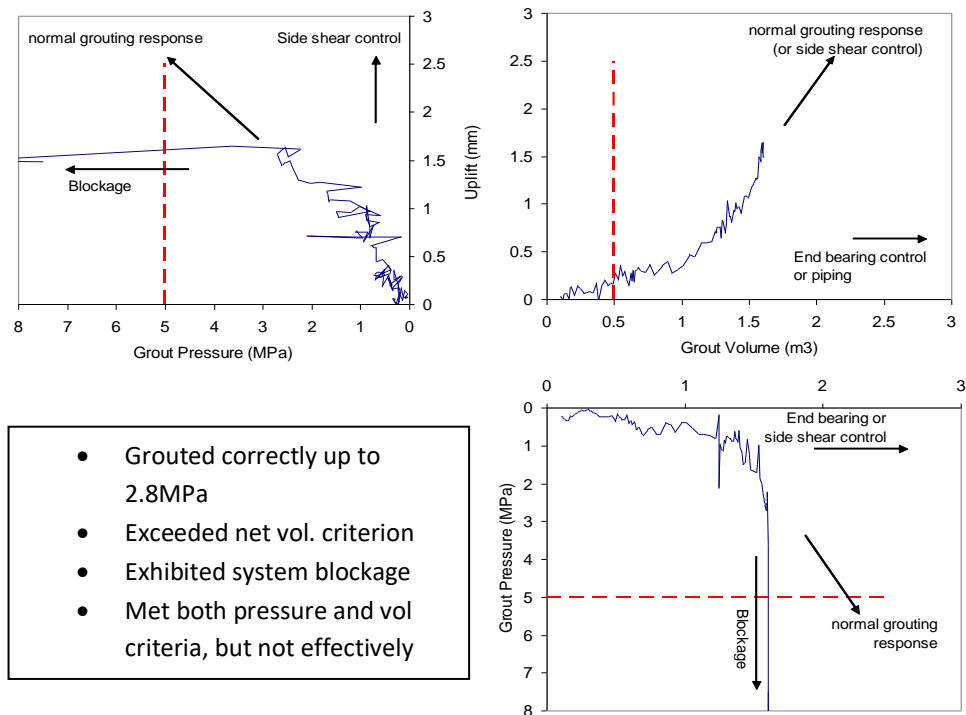 3
2.5
2
1.5
1
0.5
0
Uplift (mm)
normal grouting response
Side shear control
Blockage
8 7 6 5 4 3 2 1 0
Grout Pressure (MPa)
3
2.5
2
1.5
1
0.5
0
normal grouting response
(or side shear control)
End bearing control
or piping
0 0.5 1 1.5 2 2.5 3
Grout Volume (m3)
• Grouted correctly up to
2.8MPa
• Exceeded net vol. criterion
• Exhibited system blockage
• Met both pressure and vol
criteria, but not effectively
0 1 2 3
0
1
2
3
4
5
6
7
8
Grout Pressure (MPa)
End bearing or
side shear control
Blockage
normal grouting
response